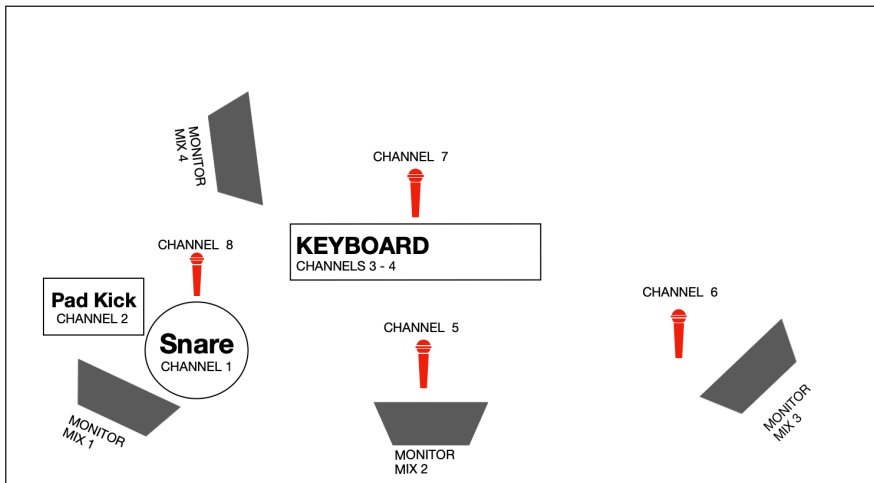 CHANNEL 7
MONITOR
MIX 4
KEYBOARD
CHANNELS 3 - 4
CHANNEL 8
Pad Kick
CHANNEL 2
CHANNEL 6
CHANNEL 5
Snare
CHANNEL 1
MONITOR
MIX 1
MONITOR
MIX 2
MONITOR
MIX 3